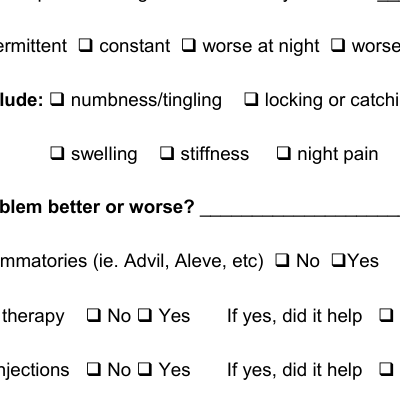 ermittent ❑ constant ❑ worse at night ❑ worse
lude: ❑ numbness/tingling ❑ locking or catchi
❑ swelling ❑ stiffness ❑ night pain
blem better or worse? ___________________
mmatories (ie. Advil, Aleve, etc) ❑ No ❑Yes
therapy ❑ No ❑ Yes If yes, did it help ❑
njections ❑ No ❑ Yes If yes, did it help ❑